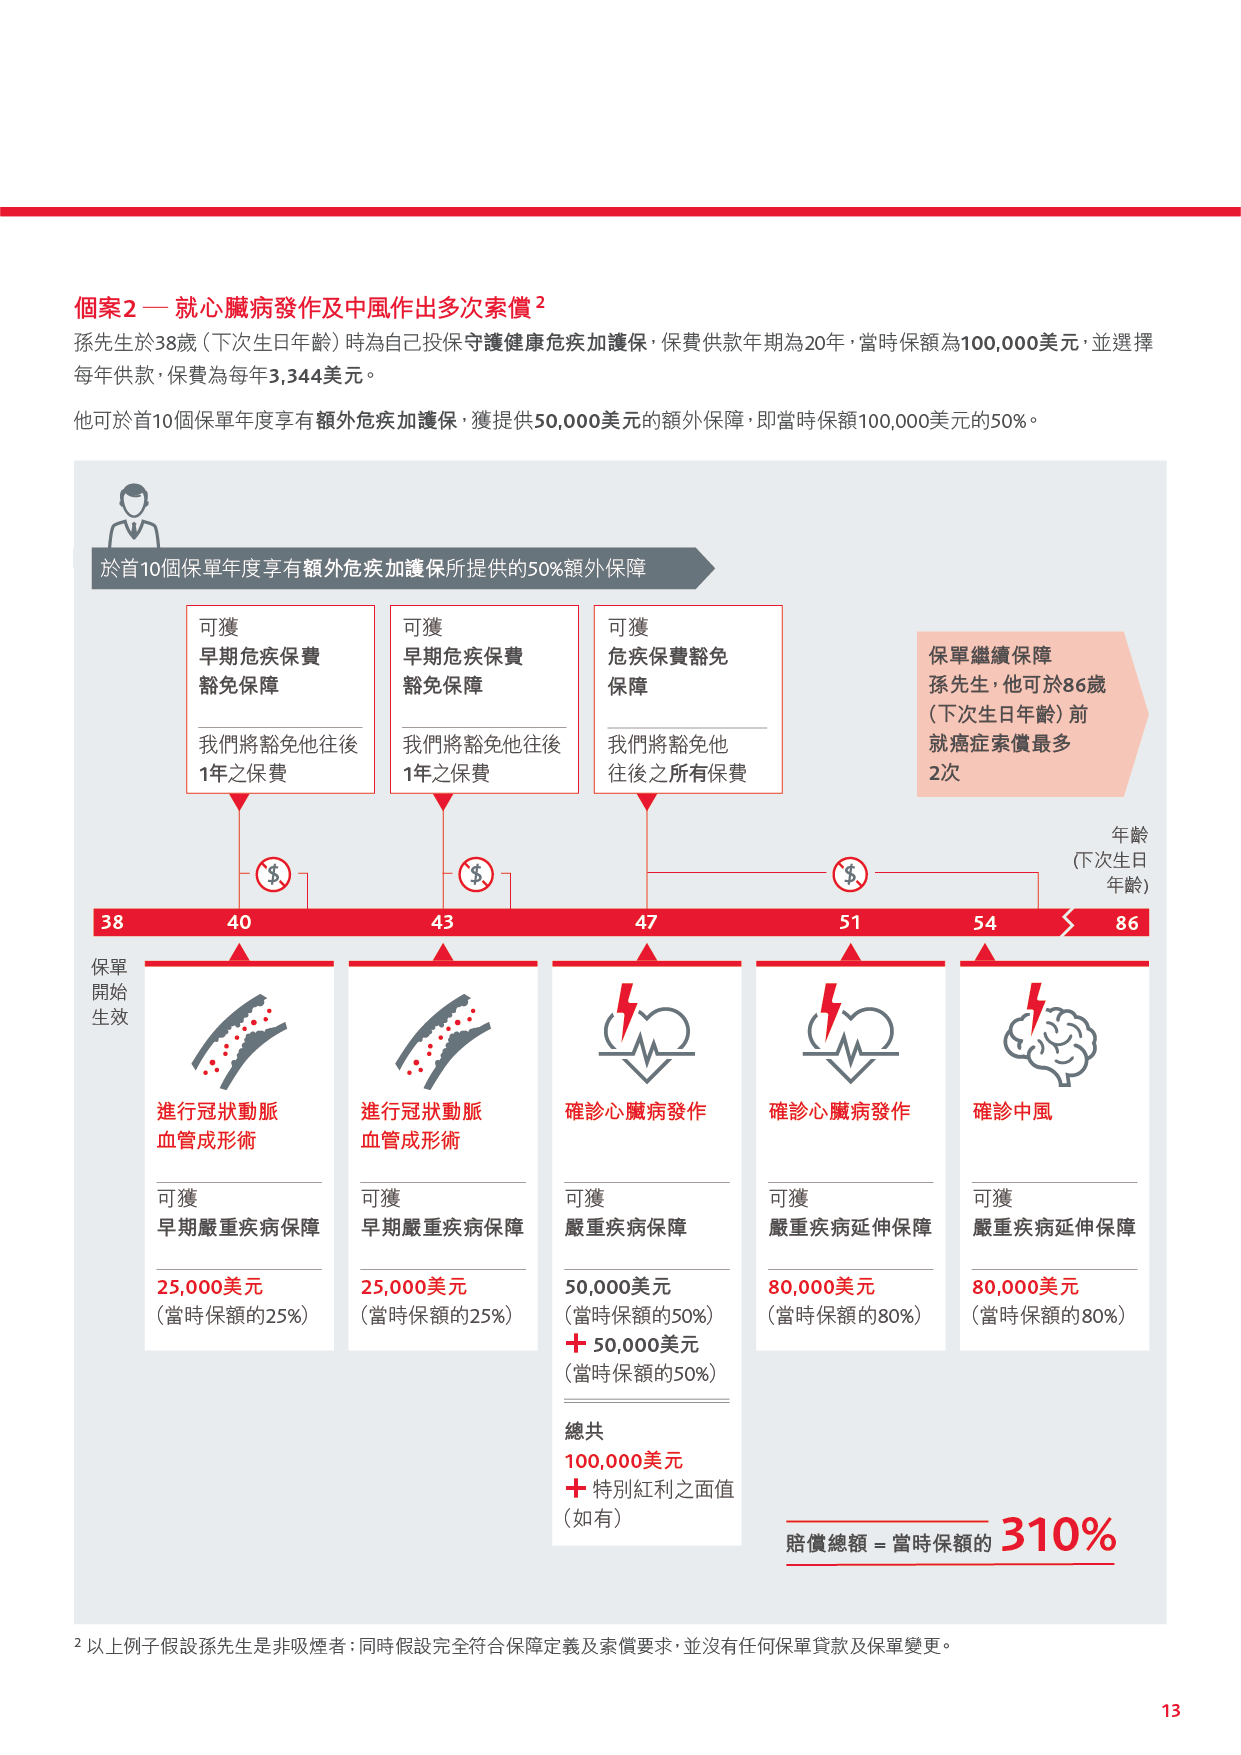 個案2 — 就心臟病發作及中風作出多次索償 2
孫先生於38歲（下次生日年齡）時為自己投保守護健康危疾加護保，保費供款年期為20年，當時保額為100,000美元，並選擇
每年供款，保費為每年3,344美元。
他可於首10個保單年度享有額外危疾加護保，獲提供50,000美元的額外保障，即當時保額100,000美元的50%。
於首10個保單年度享有額外危疾加護保所提供的50%額外保障
可獲
早期危疾保費
豁免保障
我們將豁免他往後
1年之保費
可獲
早期危疾保費
豁免保障
我們將豁免他往後
1年之保費
可獲
危疾保費豁免
保障
我們將豁免他
往後之所有保費
保單繼續保障
孫先生，他可於86歲
（下次生日年齡）前
就癌症索償最多
2次
年齡
(下次生日
年齡)
$ $ $
38 40 43 47 51 54 86
保單
開始
生效
進行冠狀動脈
血管成形術
可獲
早期嚴重疾病保障
25,000美元
（當時保額的25%）
進行冠狀動脈
血管成形術
可獲
早期嚴重疾病保障
25,000美元
（當時保額的25%）
確診心臟病發作
可獲
嚴重疾病保障
50,000美元
（當時保額的50%）
+ 50,000美元
（當時保額的50%）
總共
100,000美元
+ 特別紅利之面值
（如有）
確診心臟病發作
可獲
嚴重疾病延伸保障
80,000美元
（當時保額的80%）
確診中風
可獲
嚴重疾病延伸保障
80,000美元
（當時保額的80%）
賠償總額 = 當時保額的 310%
2 以上例子假設孫先生是非吸煙者；同時假設完全符合保障定義及索償要求，並沒有任何保單貸款及保單變更。
13